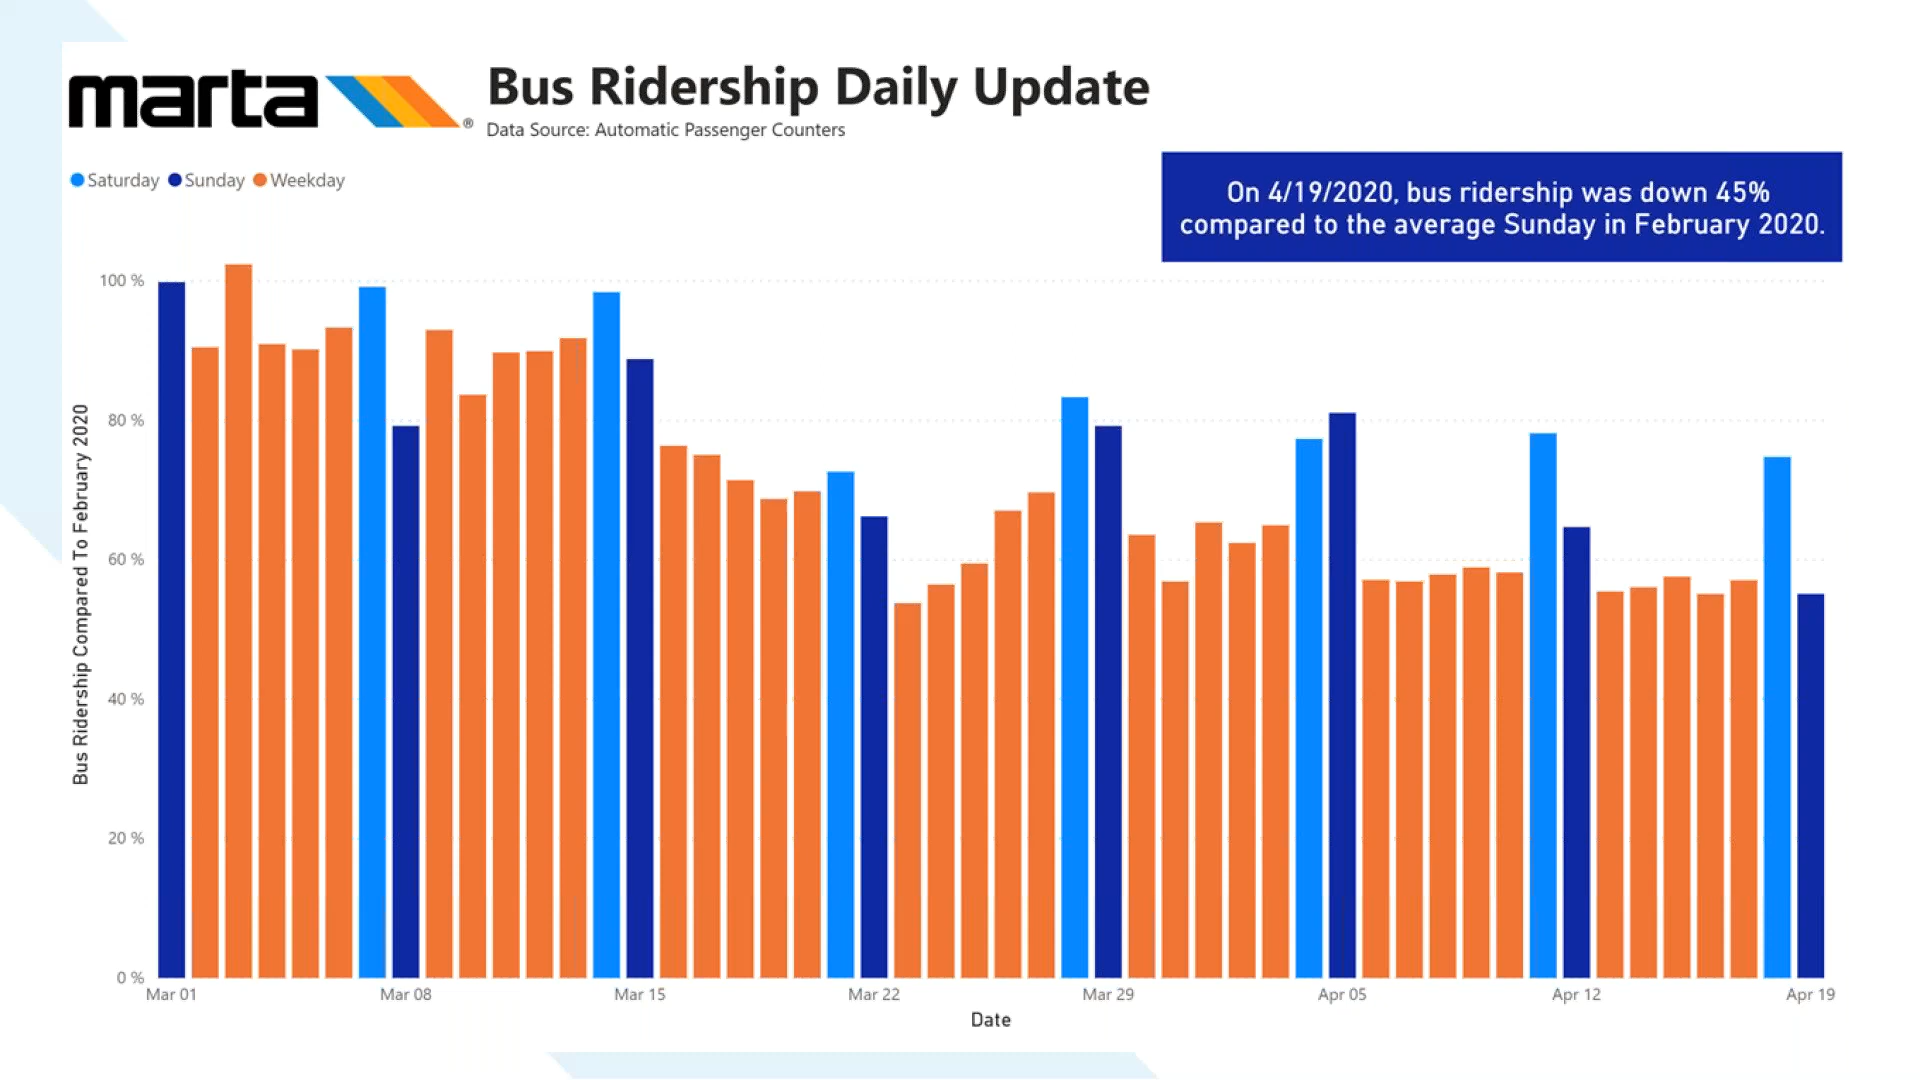 marta ®
Bus Ridership Daily Update
Data Source: Automatic Passenger Counters
Saturday Sunday Weekday
On 4/19/2020, bus ridership was down 45%
compared to the average Sunday in February 2020.
Bus Ridership Compared To February 2020
100 %
80 %
60 %
40 %
20 %
0 %
Mar 01 Mar 08 Mar 15 Mar 22 Mar 29 Apr 05 Apr 12 Apr 19
Date